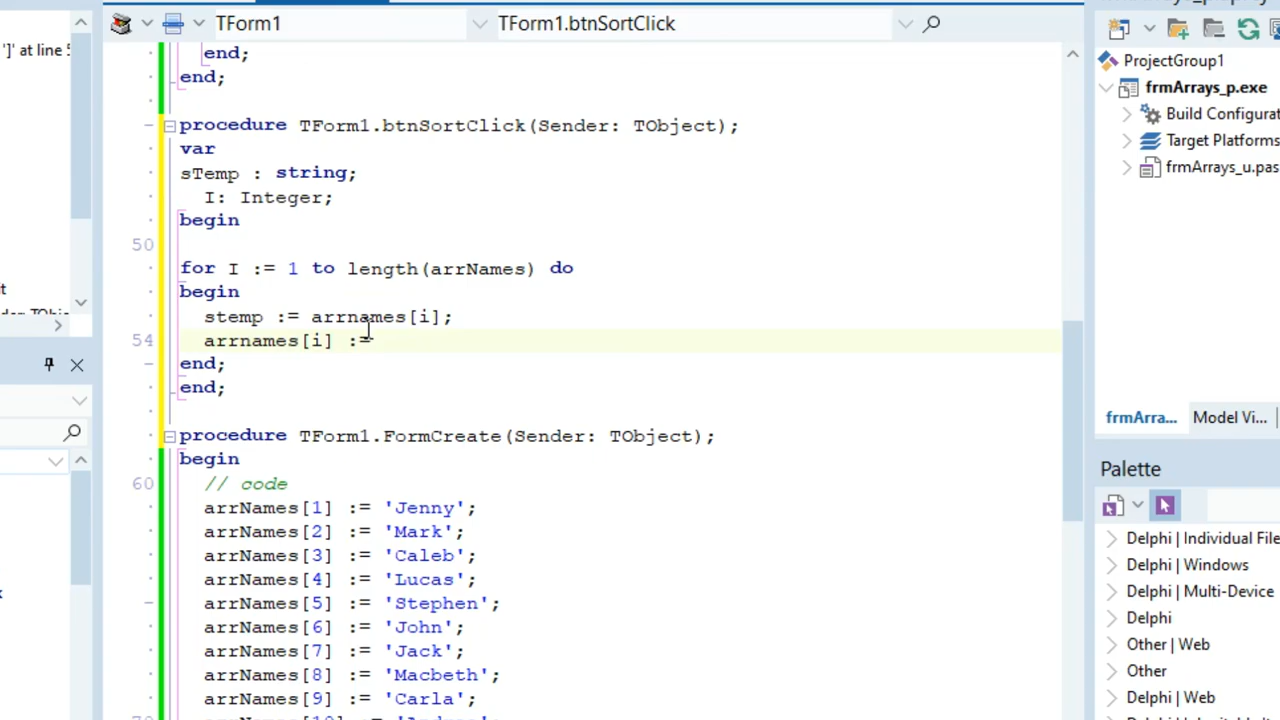 ']' at line 5
TForm1
TForm1.btnSortClick
end;
end;
procedure TForm1.btnSortClick(Sender: TObject);
var
sTemp : string;
I: Integer;
begin
50
for I := 1 to length(arrNames) do
begin
stemp := arrnames[i];
54 arrnames[i] :=
end;
end;
procedure TForm1.FormCreate(Sender: TObject);
begin
60 // code
arrNames[1] := 'Jenny';
arrNames[2] := 'Mark';
arrNames[3] := 'Caleb';
arrNames[4] := 'Lucas';
arrNames[5] := 'Stephen';
arrNames[6] := 'John';
arrNames[7] := 'Jack';
arrNames[8] := 'Macbeth';
arrNames[9] := 'Carla';
ProjectGroup1
frmArrays_p.exe
Build Configurat
Target Platforms
frmArrays_u.pas
frmArra...
Model Vi...
Palette
Delphi | Individual File
Delphi | Windows
Delphi | Multi-Device
Delphi
Other | Web
Other
Delphi | Web